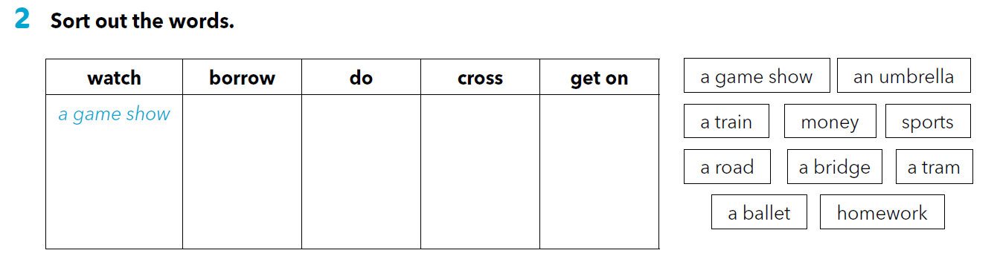 2 Sort out the words.
watch borrow do cross get on
a game show
a game show an umbrella
a train money sports
a road a bridge a tram
a ballet homework